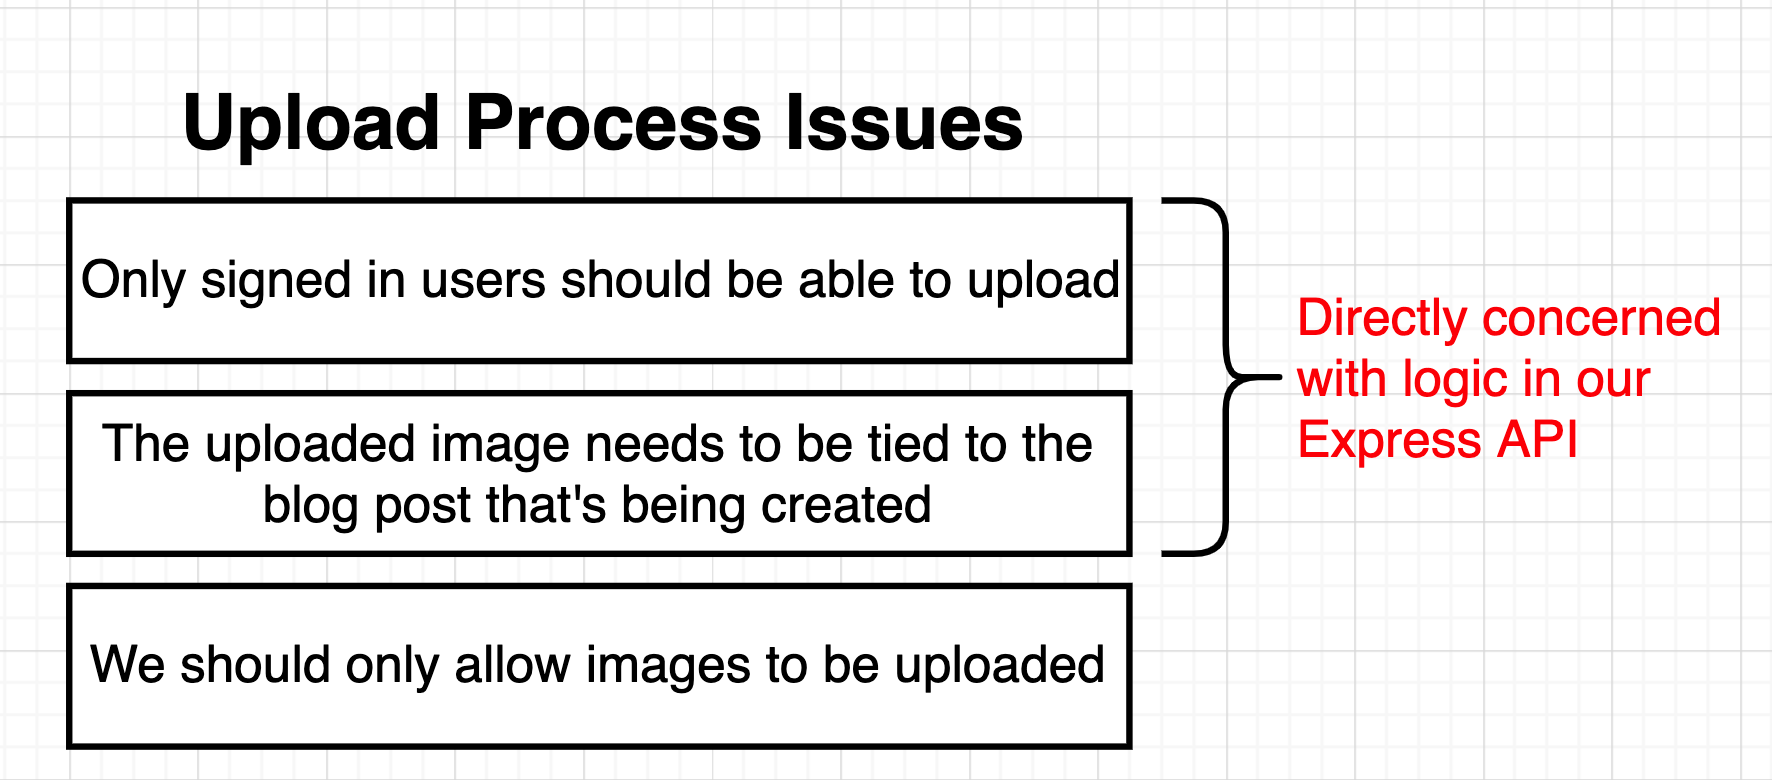 Upload Process Issues
Only signed in users should be able to upload
The uploaded image needs to be tied to the
blog post that's being created
We should only allow images to be uploaded
Directly concerned
with logic in our
Express API